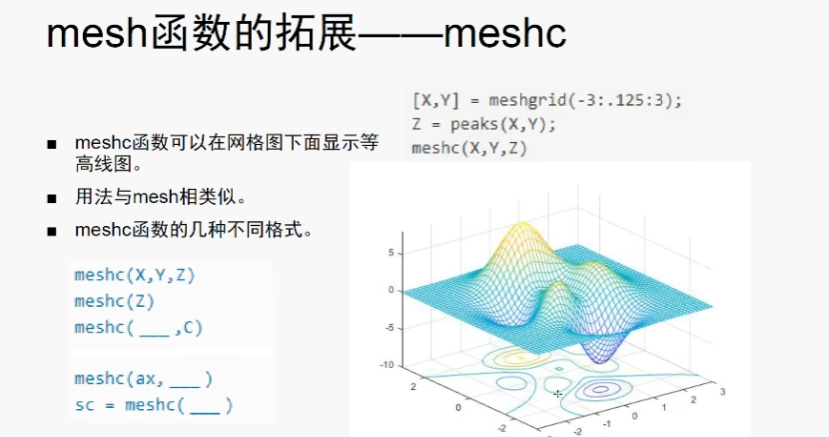 mesh函数的拓展——meshc
[X,Y] = meshgrid(-3:.125:3);
Z = peaks(X,Y);
meshc(X,Y,Z)
■ meshc函数可以在网格图下面显示等
高线图。
■ 用法与mesh相类似。
■ meshc函数的几种不同格式。
meshc(X,Y,Z)
meshc(Z)
meshc( ___ ,C)
meshc(ax, ___ )
sc = meshc( ___ )
5
0
-5
-10
2
0
-2
-2
-1
0
1
2
3